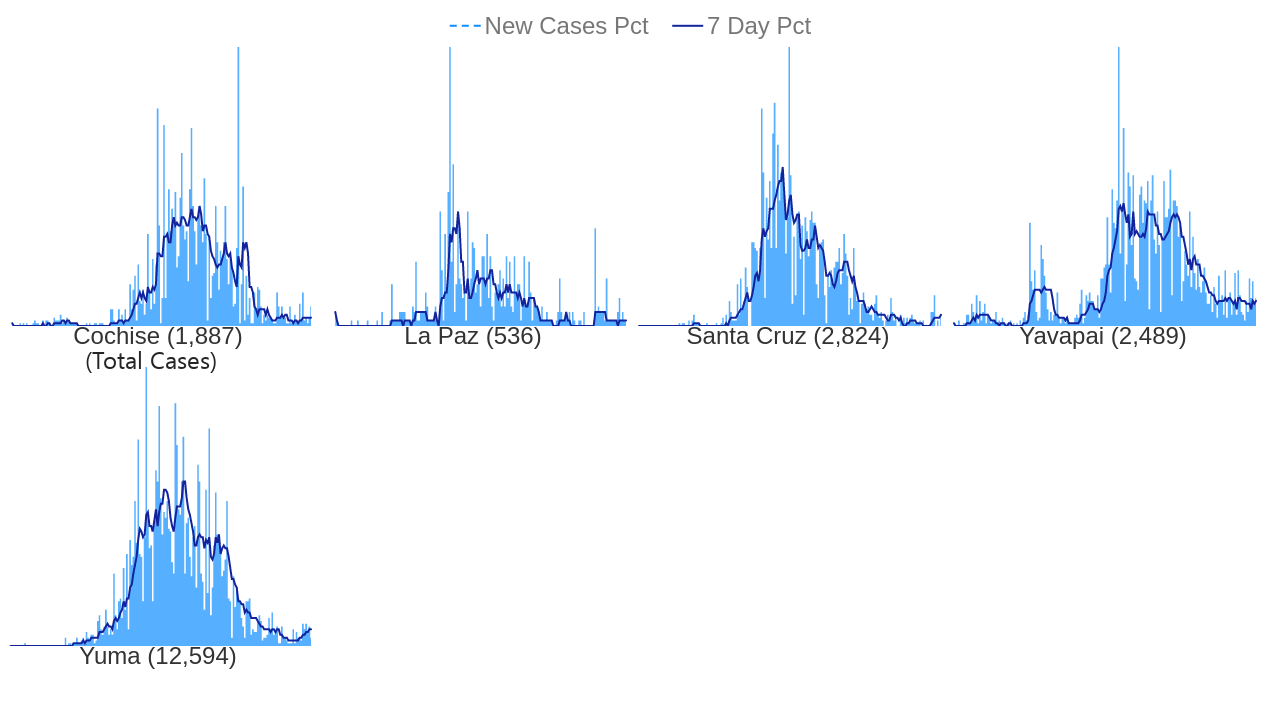 New Cases Pct 7 Day Pct
Cochise (1,887) La Paz (536) Santa Cruz (2,824) Yavapai (2,489)
(Total Cases)
Yuma (12,594)